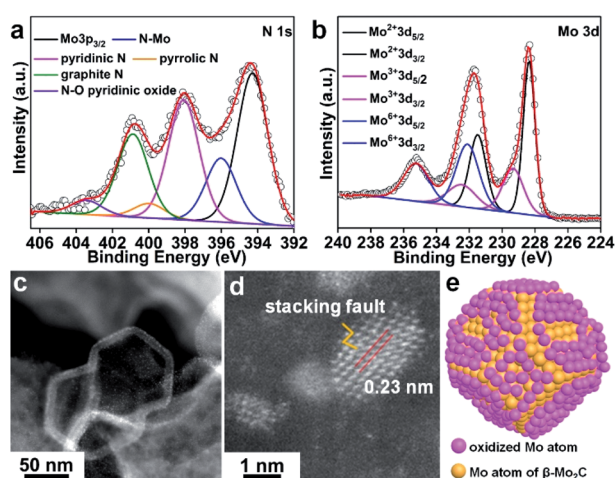 a
N 1s
Mo3p3/2
N-Mo
pyridinic N
pyrrolic N
graphite N
N-O pyridinic oxide
Intensity (a.u.)
406 404 402 400 398 396 394 392
Binding Energy (eV)
b
Mo 3d
Mo2+3d5/2
Mo2+3d3/2
Mo3+3d5/2
Mo3+3d3/2
Mo6+3d5/2
Mo6+3d3/2
Intensity (a.u.)
240 238 236 234 232 230 228 226 224
Binding Energy (eV)
c
50 nm
d
stacking fault
0.23 nm
1 nm
e
oxidized Mo atom
Mo atom of β-Mo2C